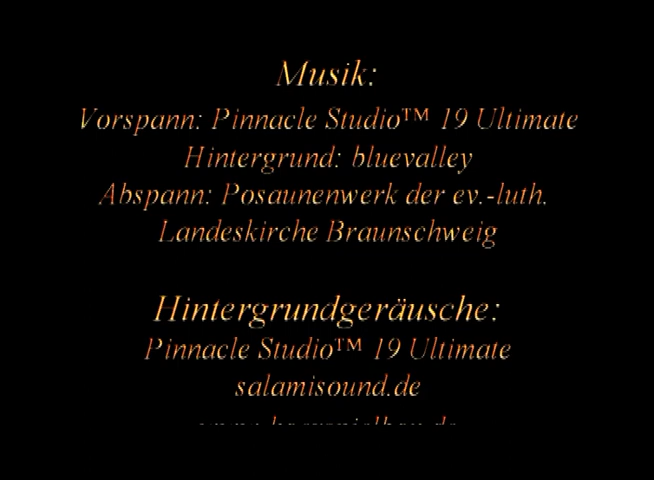 Musik:
Vorspann: Pinnacle Studio™ 19 Ultimate
Hintergrund: bluevalley
Abspann: Posaunenwerk der ev.-luth.
Landeskirche Braunschweig
Hintergrundgeräusche:
Pinnacle Studio™ 19 Ultimate
salamisound.de